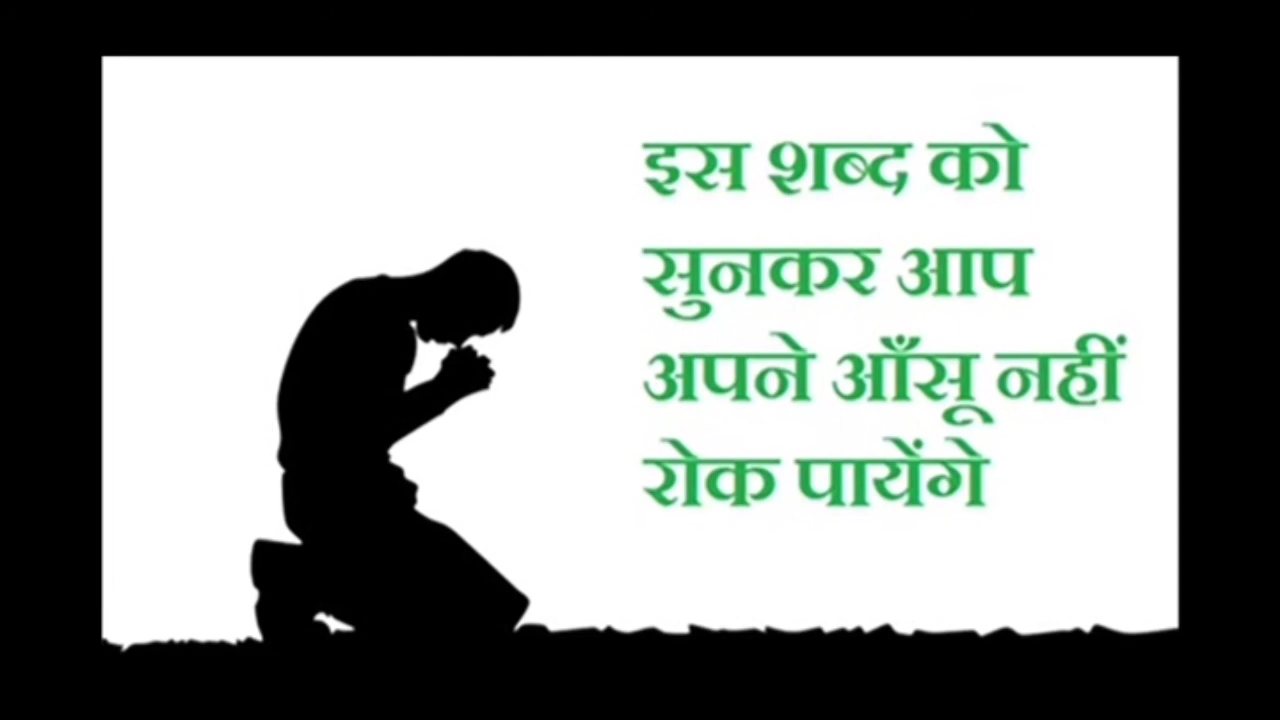 इस शब्द को
सुनकर आप
अपने आँसू नहीं
रोक पायेंगे